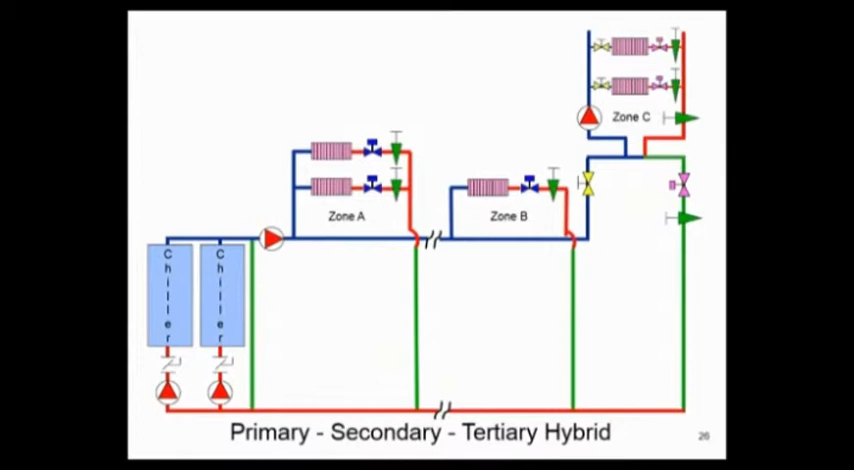 Zone C
Zone A
Zone B
Chiller
Chiller
Primary - Secondary - Tertiary Hybrid
26